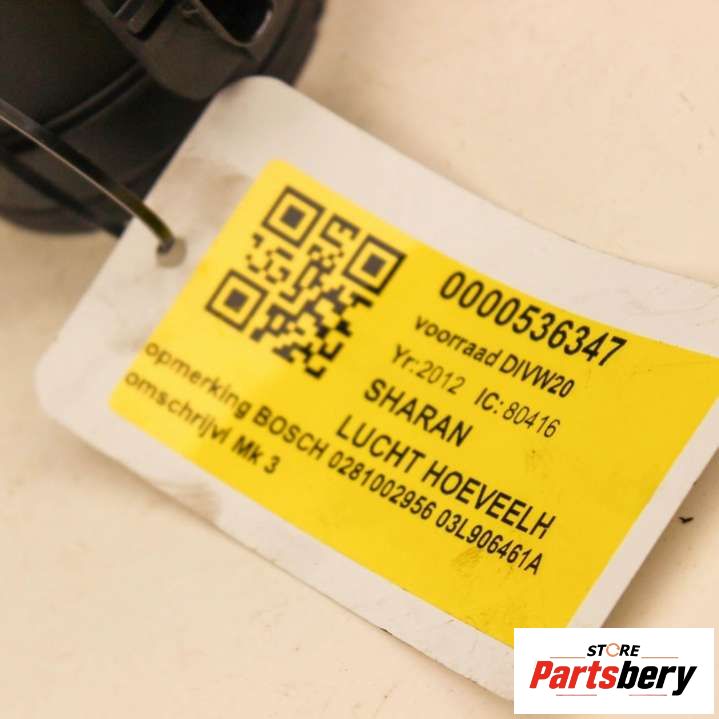 0000536347
voorraad DIVW20
Yr:2012 IC: 80416
SHARAN
LUCHT HOEVEELH
opmerking BOSCH 0281002956 03L906461A
omschrijvi Mk 3
STORE
Partsbery